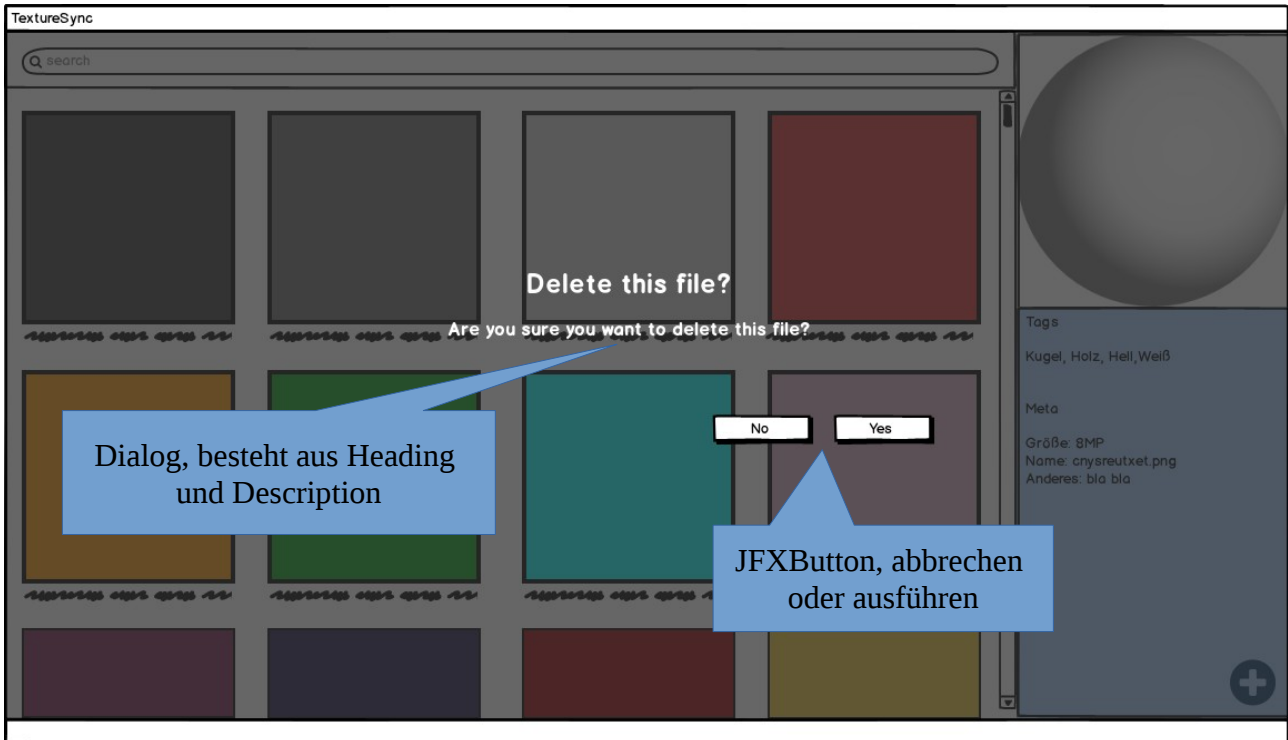 TextureSync
search
Delete this file?
Are you sure you want to delete this file?
No
Yes
Dialog, besteht aus Heading
und Description
JFXButton, abbrechen
oder ausführen
Tags
Kugel, Holz, Hell,Weiß
Meta
Größe: 8MP
Name: cnysreutxet.png
Anderes: bla bla